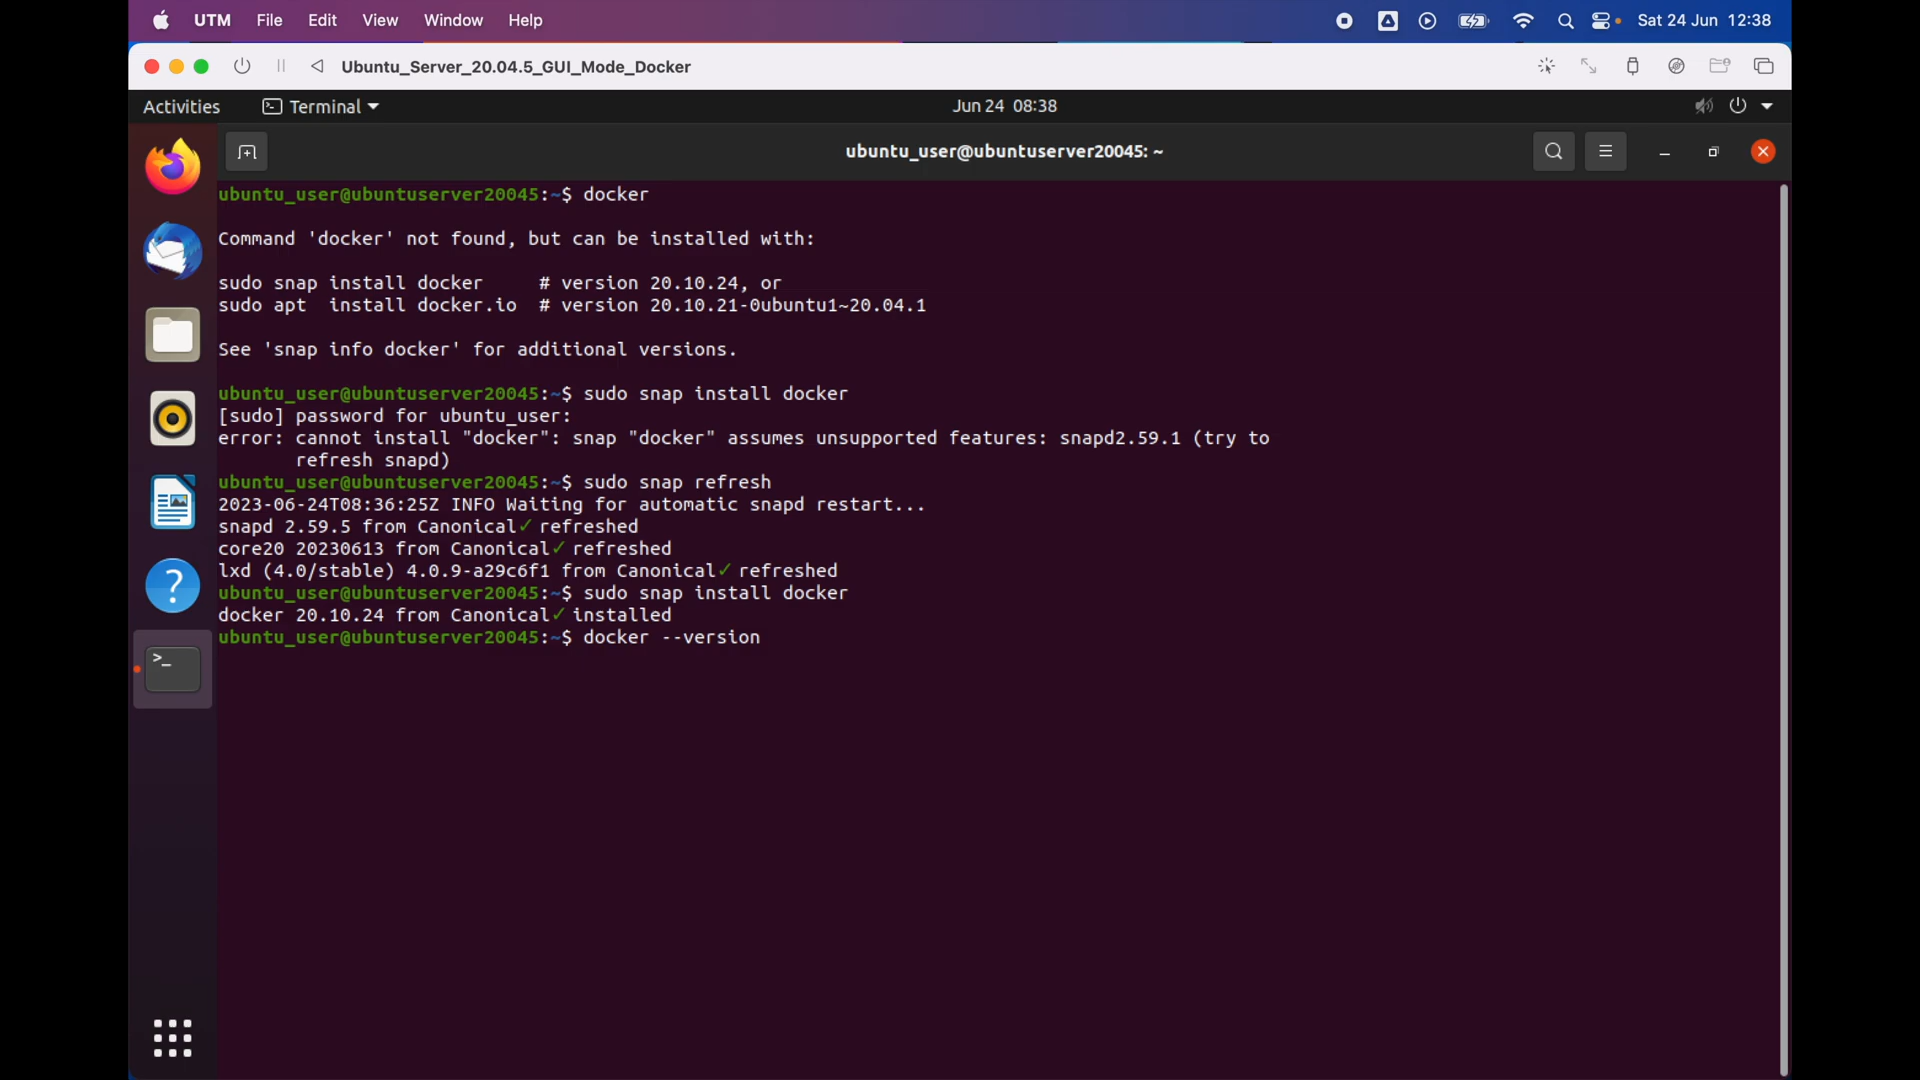 UTM File Edit View Window Help Sat 24 Jun 12:38
Ubuntu_Server_20.04.5_GUI_Mode_Docker
Activities Terminal Jun 24 08:38
ubuntu_user@ubuntuserver20045: ~
ubuntu_user@ubuntuserver20045:~$ docker
Command 'docker' not found, but can be installed with:
sudo snap install docker     # version 20.10.24, or
sudo apt  install docker.io  # version 20.10.21-0ubuntu1~20.04.1
See 'snap info docker' for additional versions.
ubuntu_user@ubuntuserver20045:~$ sudo snap install docker
[sudo] password for ubuntu_user:
error: cannot install "docker": snap "docker" assumes unsupported features: snapd2.59.1 (try to
       refresh snapd)
ubuntu_user@ubuntuserver20045:~$ sudo snap refresh
2023-06-24T08:36:25Z INFO Waiting for automatic snapd restart...
snapd 2.59.5 from Canonical✓ refreshed
core20 20230613 from Canonical✓ refreshed
lxd (4.0/stable) 4.0.9-a29c6f1 from Canonical✓ refreshed
ubuntu_user@ubuntuserver20045:~$ sudo snap install docker
docker 20.10.24 from Canonical✓ installed
ubuntu_user@ubuntuserver20045:~$ docker --version